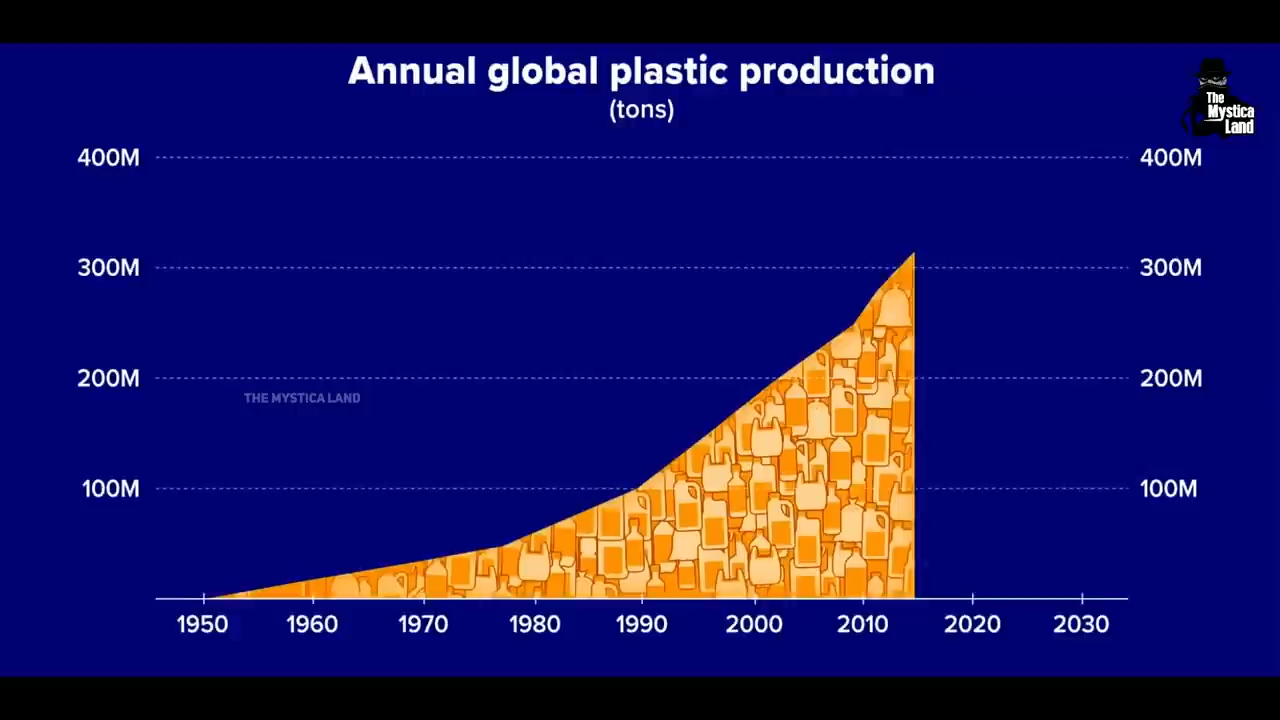 Annual global plastic production
(tons)
The
Mystica
Land
400M
400M
300M
300M
200M
200M
THE MYSTICA LAND
100M
100M
1950 1960 1970 1980 1990 2000 2010 2020 2030